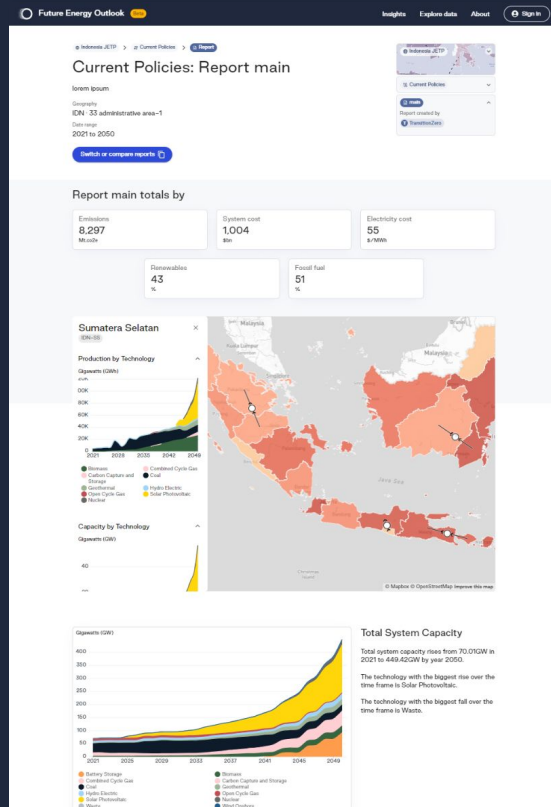 Future Energy Outlook Beta
Insights Explore data About Sign in
Indonesia JETP > Current Policies > Report
Current Policies: Report main
lorem ipsum
Geography
IDN - 33 administrative area-1
Date range
2021 to 2050
Switch or compare reports
Indonesia JETP
Current Policies
main
Report created by
TransitionZero
Report main totals by
Emissions
8,297
Mt.co2e
System cost
1,004
$bn
Electricity cost
55
$/MWh
Renewables
43
%
Fossil fuel
51
%
Sumatera Selatan
IDN-SS
Production by Technology
Gigawatts (GWh)
80K
60K
40K
20K
0
2021 2028 2035 2042 2049
Biomass
Combined Cycle Gas
Carbon Capture and Storage
Coal
Geothermal
Hydro Electric
Open Cycle Gas
Solar Photovoltaic
Nuclear
Capacity by Technology
Gigawatts (GW)
40
Malaysia
Kuala Lumpur
Singapore
Brunei
Malaysia
Java Sea
Christmas Island
© Mapbox © OpenStreetMap Improve this map
Gigawatts (GW)
400
350
300
250
200
150
100
50
0
2021 2025 2029 2033 2037 2041 2045 2049
Battery Storage
Biomass
Combined Cycle Gas
Carbon Capture and Storage
Coal
Geothermal
Hydro Electric
Open Cycle Gas
Solar Photovoltaic
Nuclear
Waste
Wind Onshore
Total System Capacity
Total system capacity rises from 70.01GW in
2021 to 449.42GW by year 2050.
The technology with the biggest rise over the
time frame is Solar Photovoltaic.
The technology with the biggest fall over the
time frame is Waste.